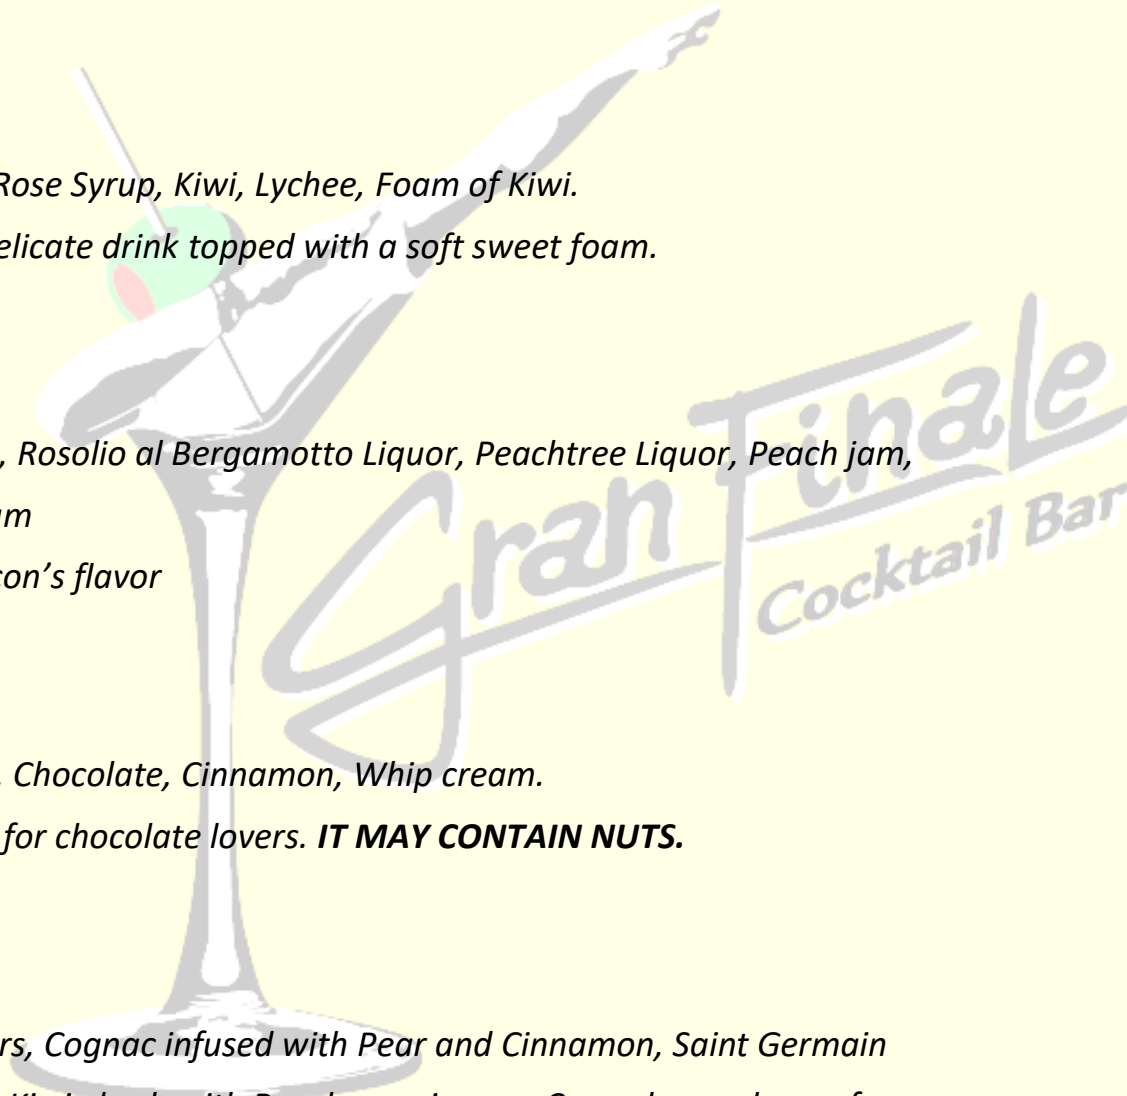 Rose Syrup, Kiwi, Lychee, Foam of Kiwi.
elicate drink topped with a soft sweet foam.
, Rosolio al Bergamotto Liquor, Peachtree Liquor, Peach jam,
am
con’s flavor
Gran Finale
Cocktail Bar
. Chocolate, Cinnamon, Whip cream.
for chocolate lovers. IT MAY CONTAIN NUTS.
rs, Cognac infused with Pear and Cinnamon, Saint Germain